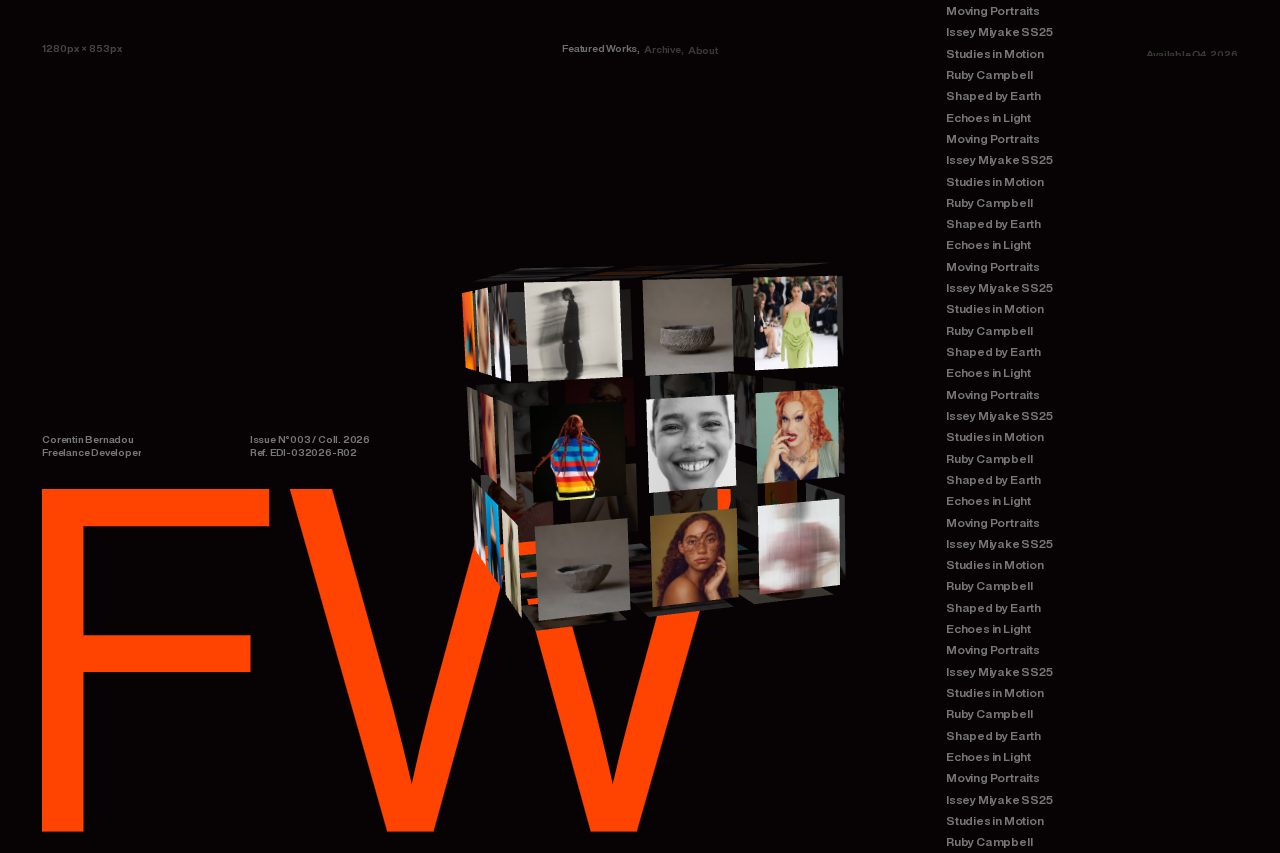 1280px × 853px
Featured Works, Archive, About
Available Q4 2026
Moving Portraits
Issey Miyake SS25
Studies in Motion
Ruby Campbell
Shaped by Earth
Echoes in Light
Moving Portraits
Issey Miyake SS25
Studies in Motion
Ruby Campbell
Shaped by Earth
Echoes in Light
Moving Portraits
Issey Miyake SS25
Studies in Motion
Ruby Campbell
Shaped by Earth
Echoes in Light
Moving Portraits
Issey Miyake SS25
Studies in Motion
Ruby Campbell
Shaped by Earth
Echoes in Light
Moving Portraits
Issey Miyake SS25
Studies in Motion
Ruby Campbell
Shaped by Earth
Echoes in Light
Moving Portraits
Issey Miyake SS25
Studies in Motion
Ruby Campbell
Shaped by Earth
Echoes in Light
Moving Portraits
Issey Miyake SS25
Studies in Motion
Ruby Campbell
Corentin Bernadou
Freelance Developer
Issue N°003 / Coll. 2026
Ref. EDI-032026-R02
FW